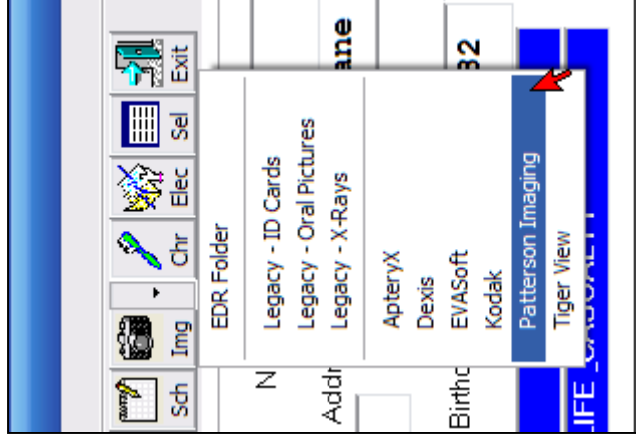 Sch Img Chr Elec Sel Exit
EDR Folder
Legacy - ID Cards
N
Legacy - Oral Pictures
Legacy - X-Rays
Addr
ane
ApteryX
Dexis
EVASoft
Birthd
32
Kodak
Patterson Imaging
Tiger View